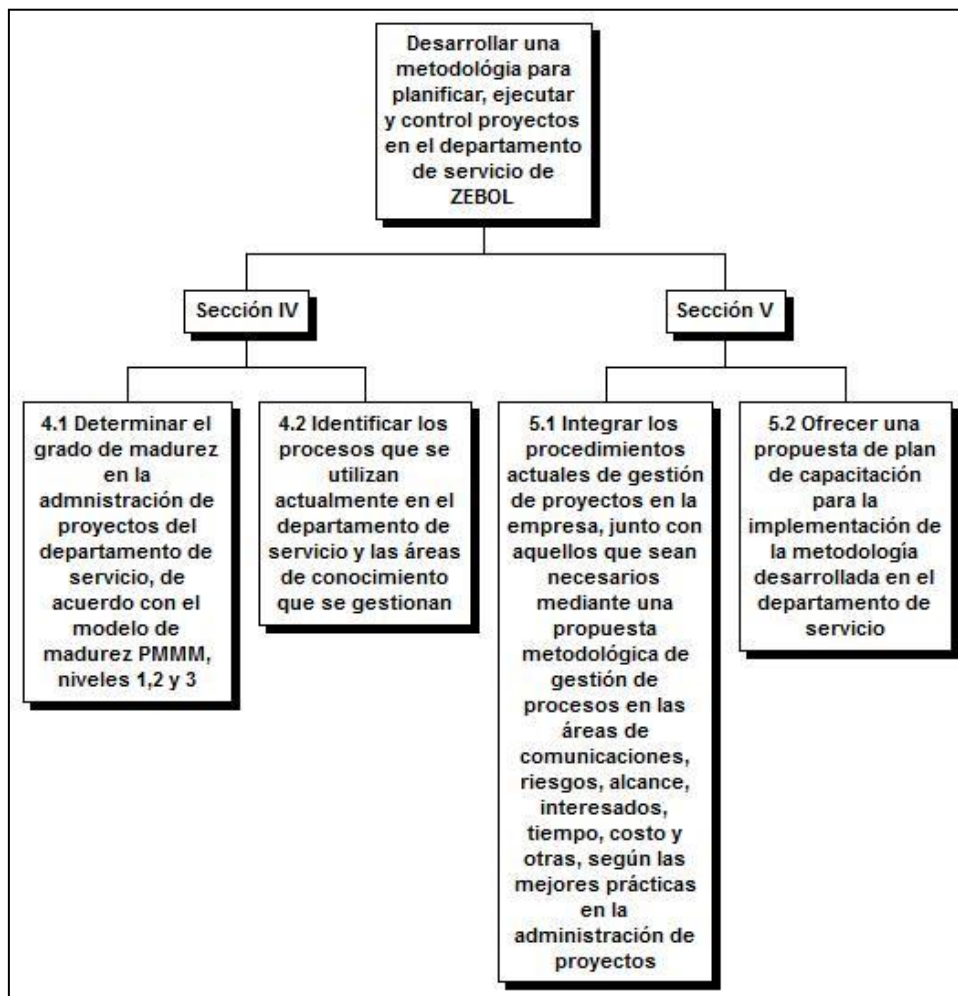 Desarrollar una
metodológia para
planificar, ejecutar
y control proyectos
en el departamento
de servicio de
ZEBOL
Sección IV
Sección V
4.1 Determinar el
grado de madurez
en la
admnistración de
proyectos del
departamento de
servicio, de
acuerdo con el
modelo de
madurez PMMM,
niveles 1,2 y 3
4.2 Identificar los
procesos que se
utilizan
actualmente en el
departamento de
servicio y las áreas
de conocimiento
que se gestionan
5.1 Integrar los
procedimientos
actuales de gestión
de proyectos en la
empresa, junto con
aquellos que sean
necesarios
mediante una
propuesta
metodológica de
gestión de
procesos en las
áreas de
comunicaciones,
riesgos, alcance,
interesados,
tiempo, costo y
otras, según las
mejores prácticas
en la
administración de
proyectos
5.2 Ofrecer una
propuesta de plan
de capacitación
para la
implementación de
la metodología
desarrollada en el
departamento de
servicio